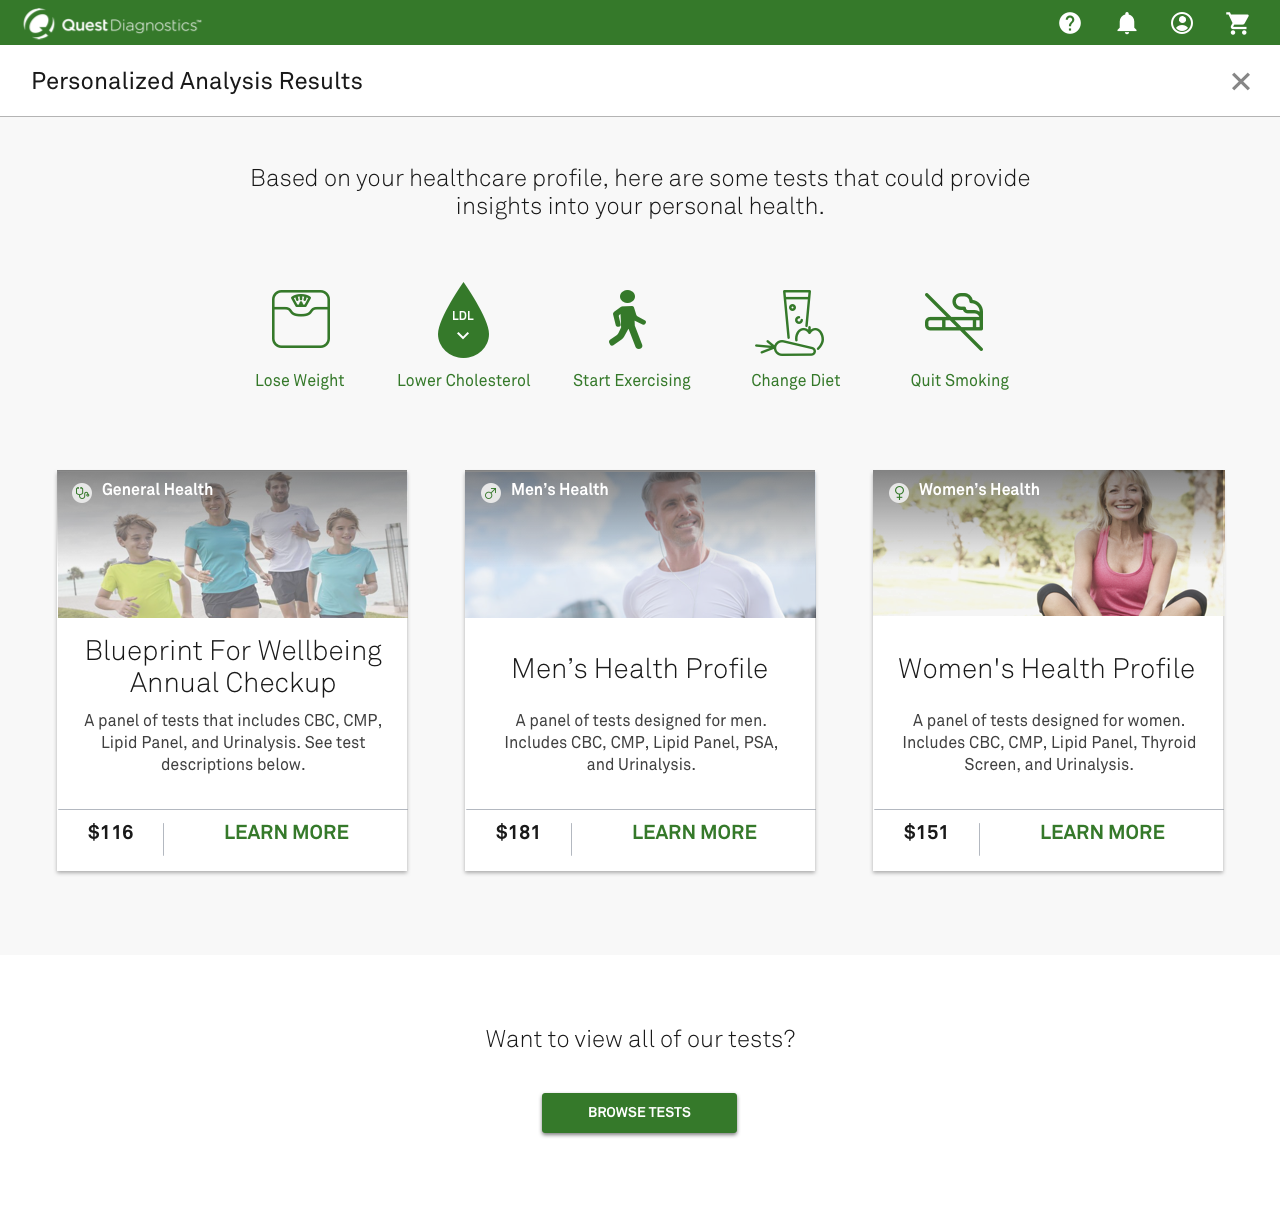 QuestDiagnostics™
Personalized Analysis Results
Based on your healthcare profile, here are some tests that could provide
insights into your personal health.
LDL
Lose Weight
Lower Cholesterol
Start Exercising
Change Diet
Quit Smoking
General Health
Blueprint For Wellbeing
Annual Checkup
A panel of tests that includes CBC, CMP,
Lipid Panel, and Urinalysis. See test
descriptions below.
$116
LEARN MORE
Men’s Health
Men’s Health Profile
A panel of tests designed for men.
Includes CBC, CMP, Lipid Panel, PSA,
and Urinalysis.
$181
LEARN MORE
Women’s Health
Women's Health Profile
A panel of tests designed for women.
Includes CBC, CMP, Lipid Panel, Thyroid
Screen, and Urinalysis.
$151
LEARN MORE
Want to view all of our tests?
BROWSE TESTS